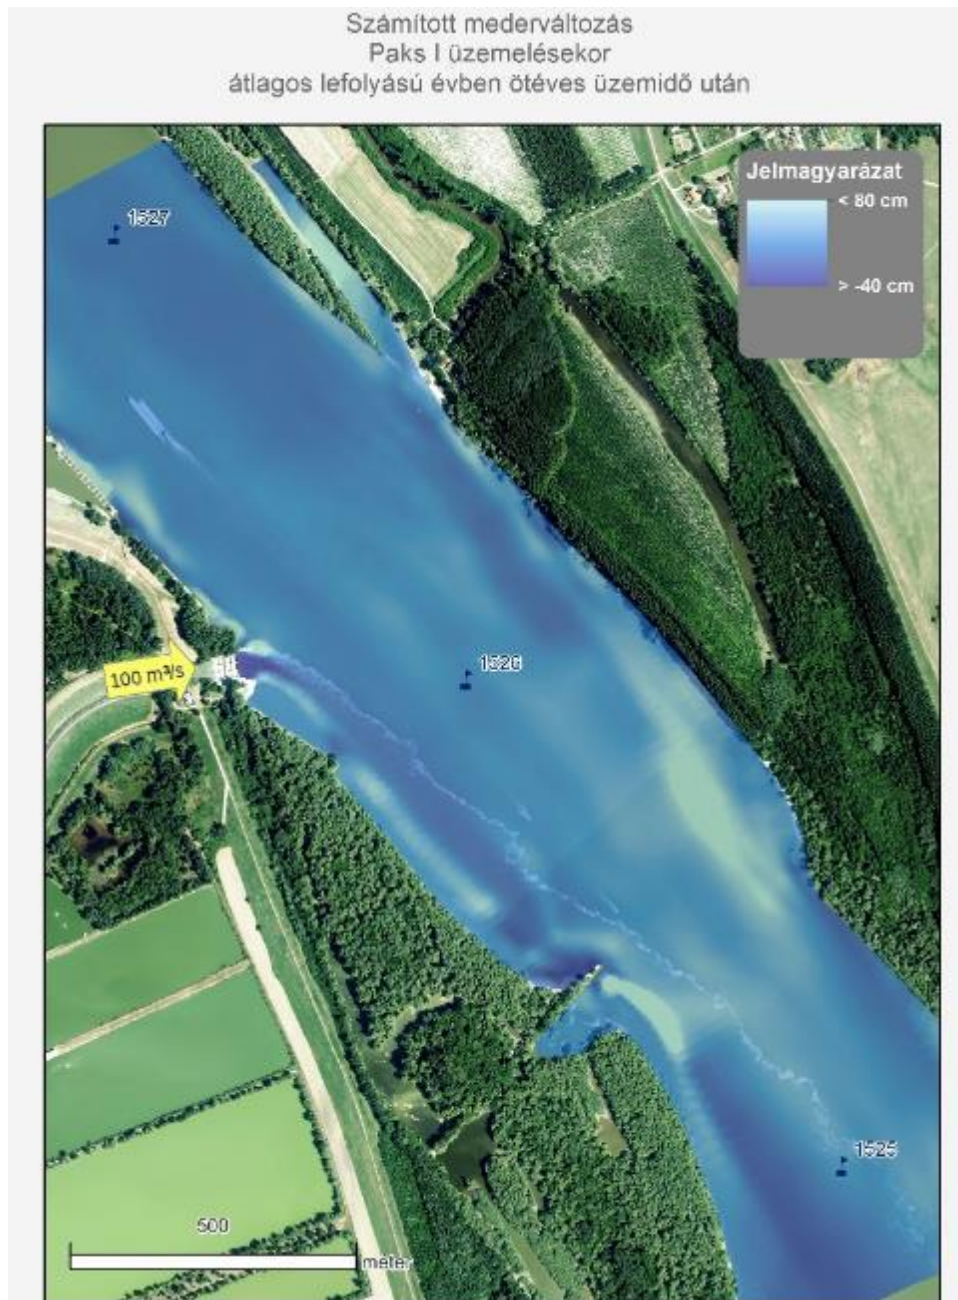 Számított mederváltozás
Paks I üzemelésekor
átlagos lefolyású évben ötéves üzemidő után
Jelmagyarázat
< 80 cm
> -40 cm
1527
100 m³/s
1526
1525
500
méter